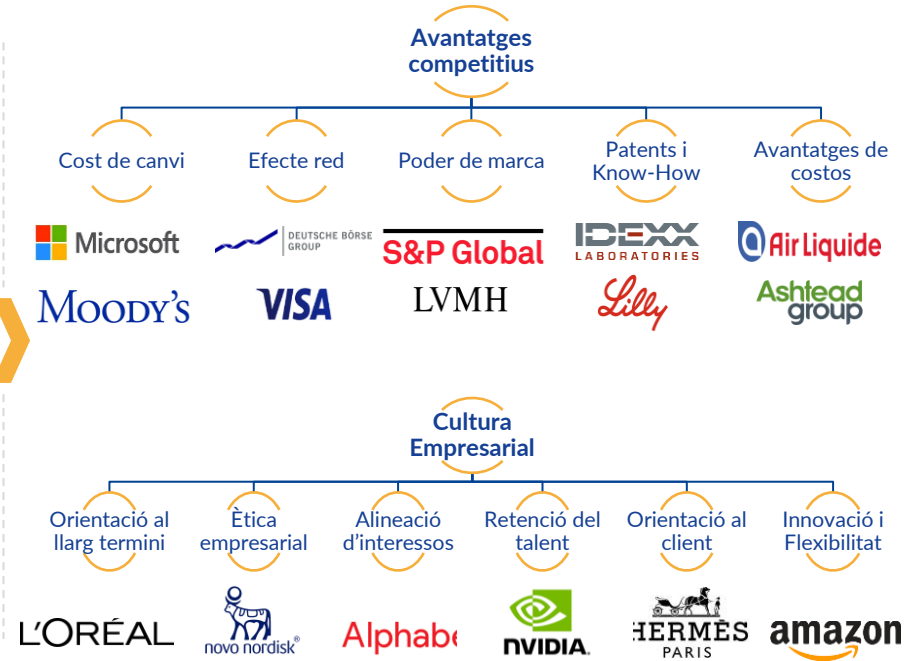 Avantatges
competitius
Cost de canvi
Efecte red
Poder de marca
Patents i
Know-How
Avantatges de
costos
Microsoft
DEUTSCHE BÖRSE
GROUP
S&P Global
IDEXX
LABORATORIES
Air Liquide
MOODY'S
VISA
LVMH
Lilly
Ashtead
group
Cultura
Empresarial
Orientació al
llarg termini
Ètica
empresarial
Alineació
d'interessos
Retenció del
talent
Orientació al
client
Innovació i
Flexibilitat
L'ORÉAL
novo nordisk®
Alphabe
nVIDIA.
HERMÈS
PARIS
amazon